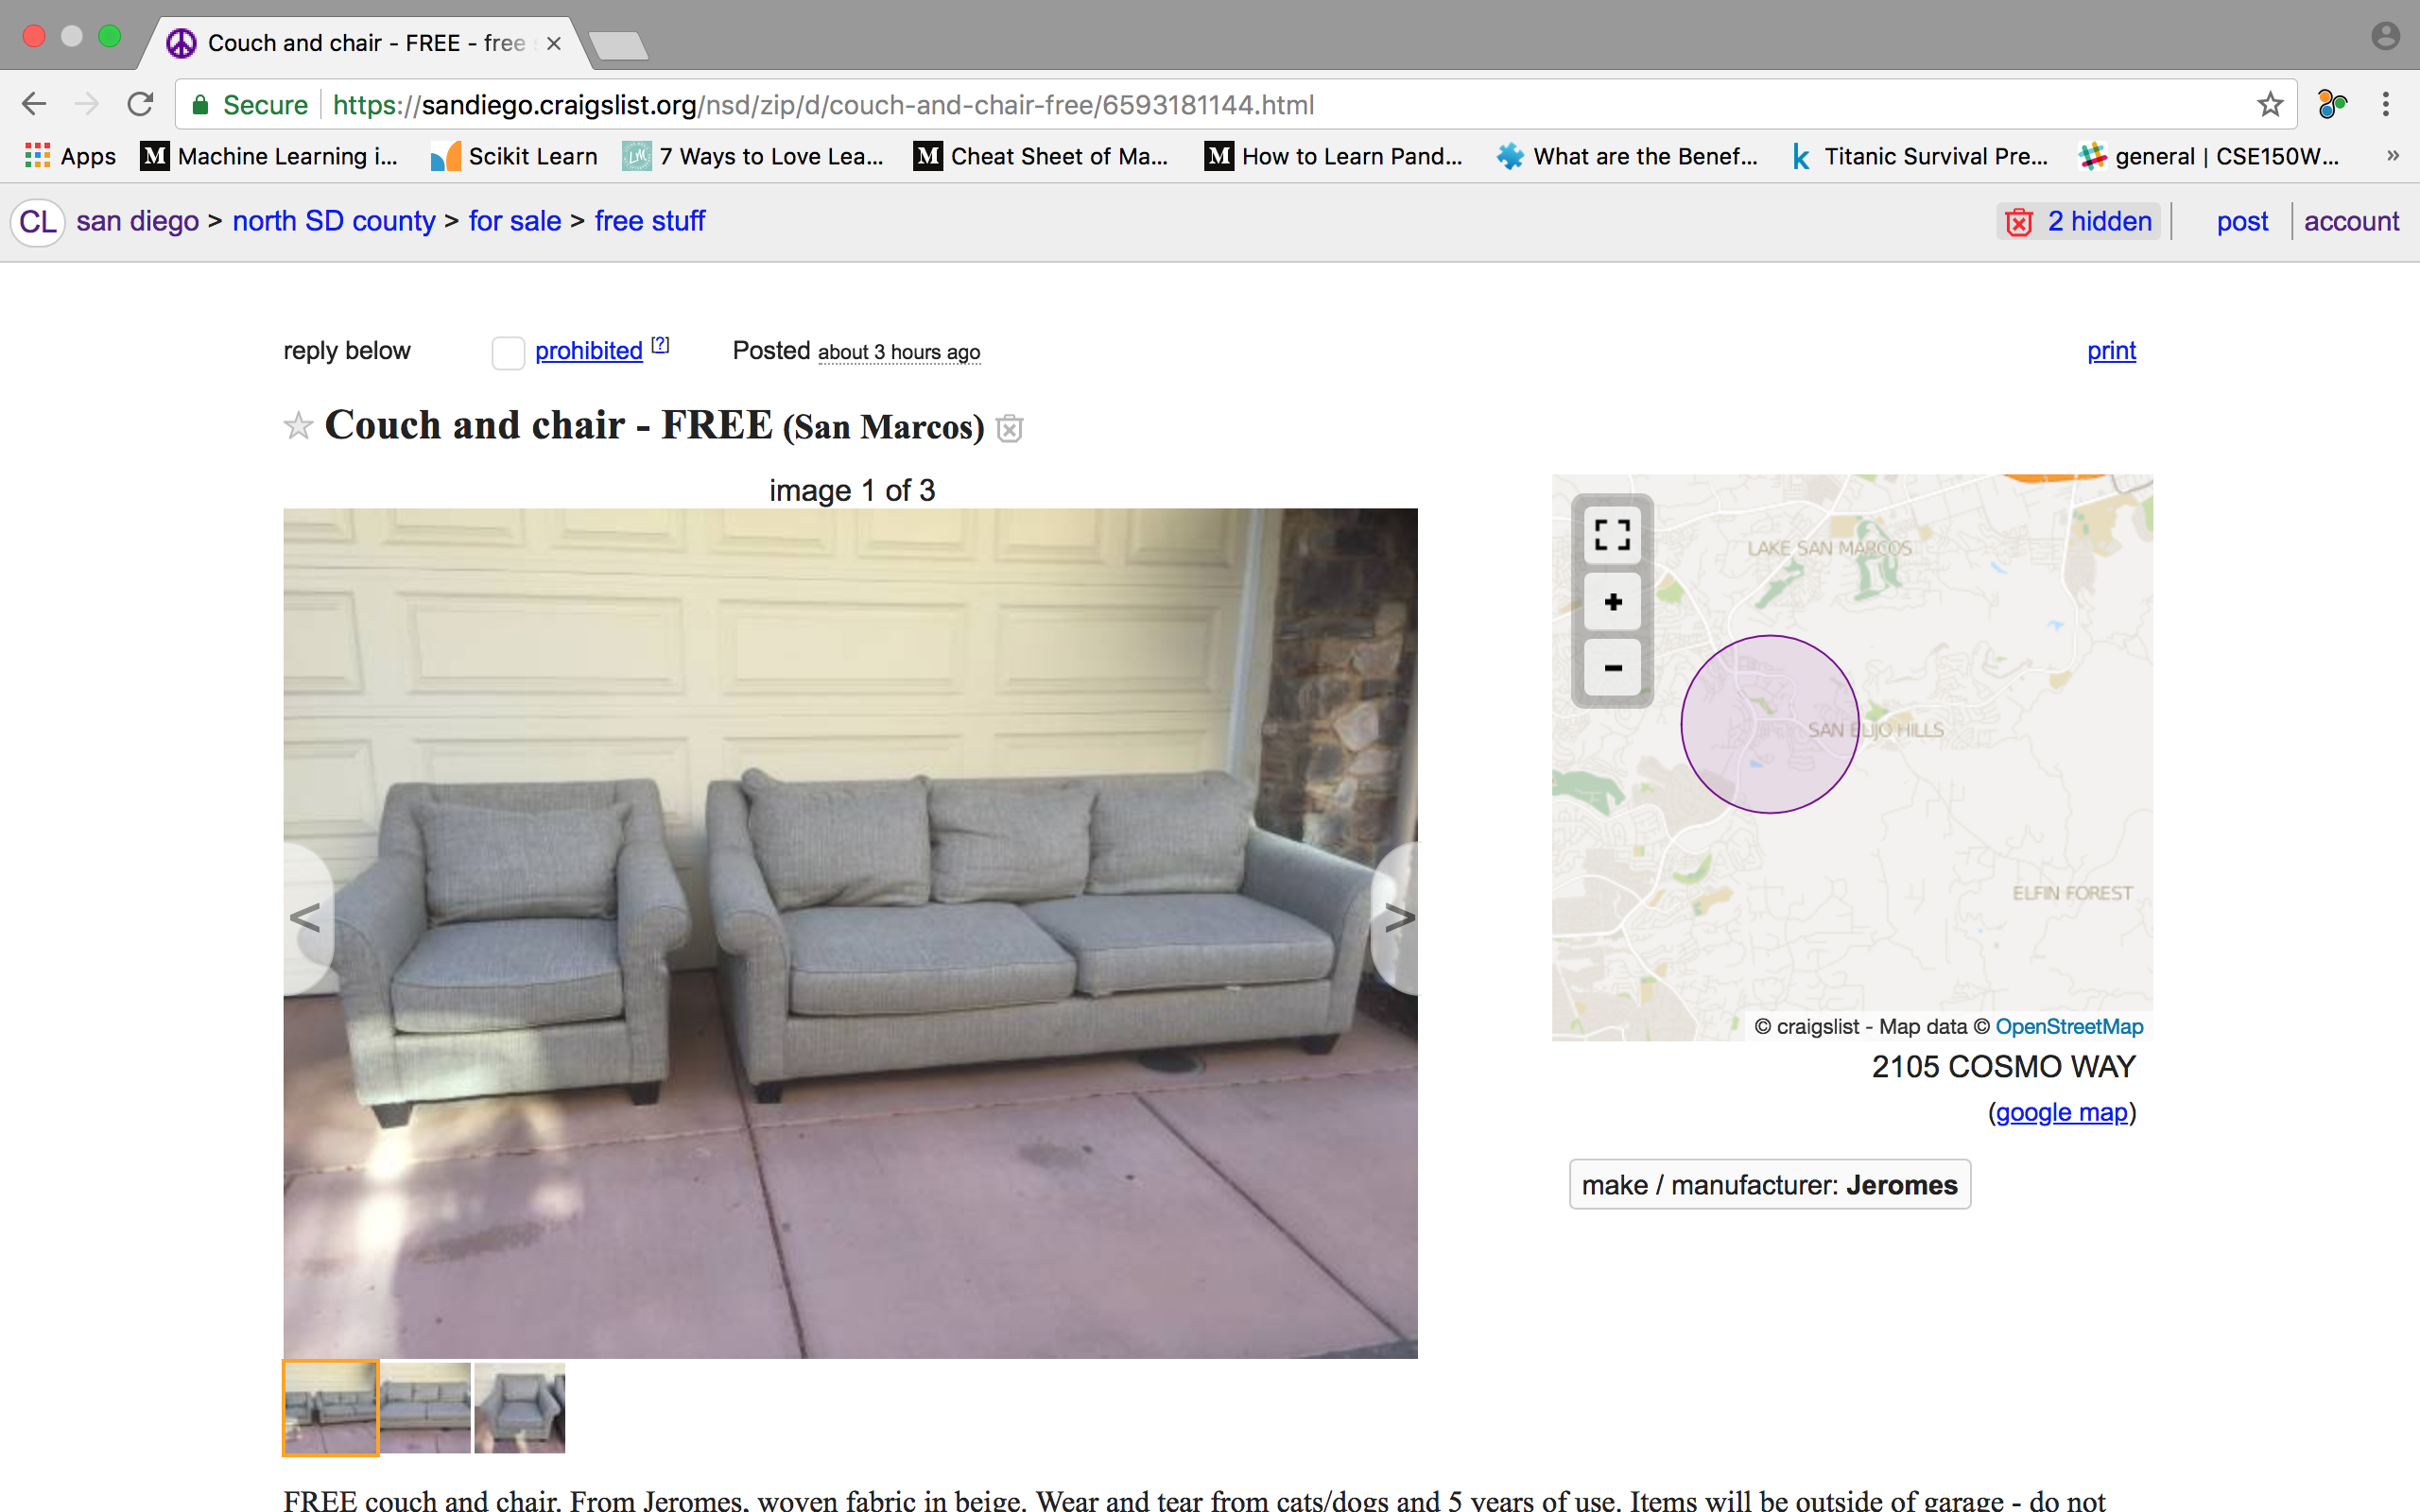 Couch and chair - FREE - free
Secure https://sandiego.craigslist.org/nsd/zip/d/couch-and-chair-free/6593181144.html
Apps M Machine Learning i... Scikit Learn LM 7 Ways to Love Lea... M Cheat Sheet of Ma... M How to Learn Pand... What are the Benef... k Titanic Survival Pre... general | CSE150W... »
CL san diego > north SD county > for sale > free stuff 2 hidden post account
reply below prohibited [?] Posted about 3 hours ago print
Couch and chair - FREE (San Marcos)
image 1 of 3
LAKE SAN MARCOS
+
-
SAN ELIJO HILLS
ELFIN FOREST
< >
© craigslist - Map data © OpenStreetMap
2105 COSMO WAY
(google map)
make / manufacturer: Jeromes
FREE couch and chair. From Jeromes, woven fabric in beige. Wear and tear from cats/dogs and 5 years of use. Items will be outside of garage - do not